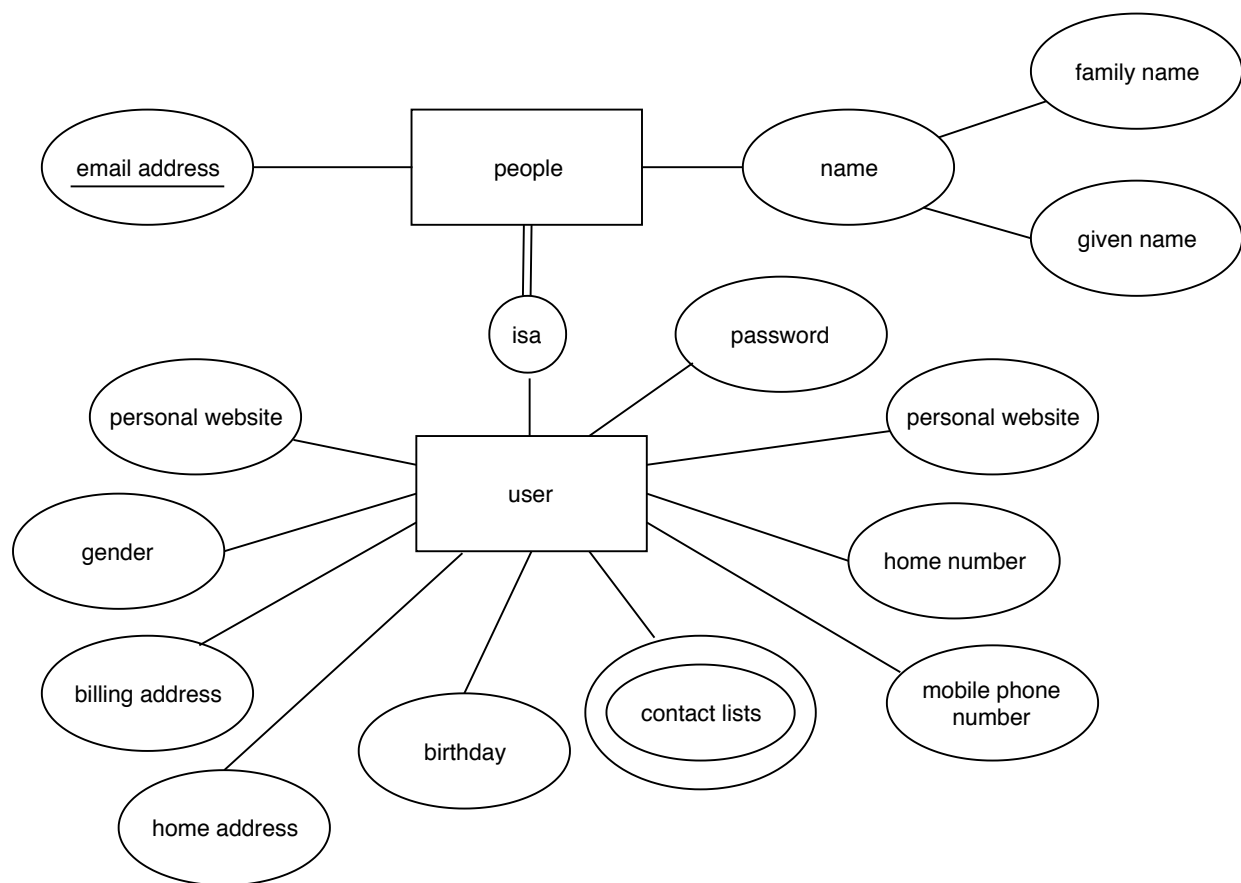 family name
email address
people
name
given name
isa
password
personal website
personal website
user
gender
home number
billing address
contact lists
mobile phone
number
birthday
home address